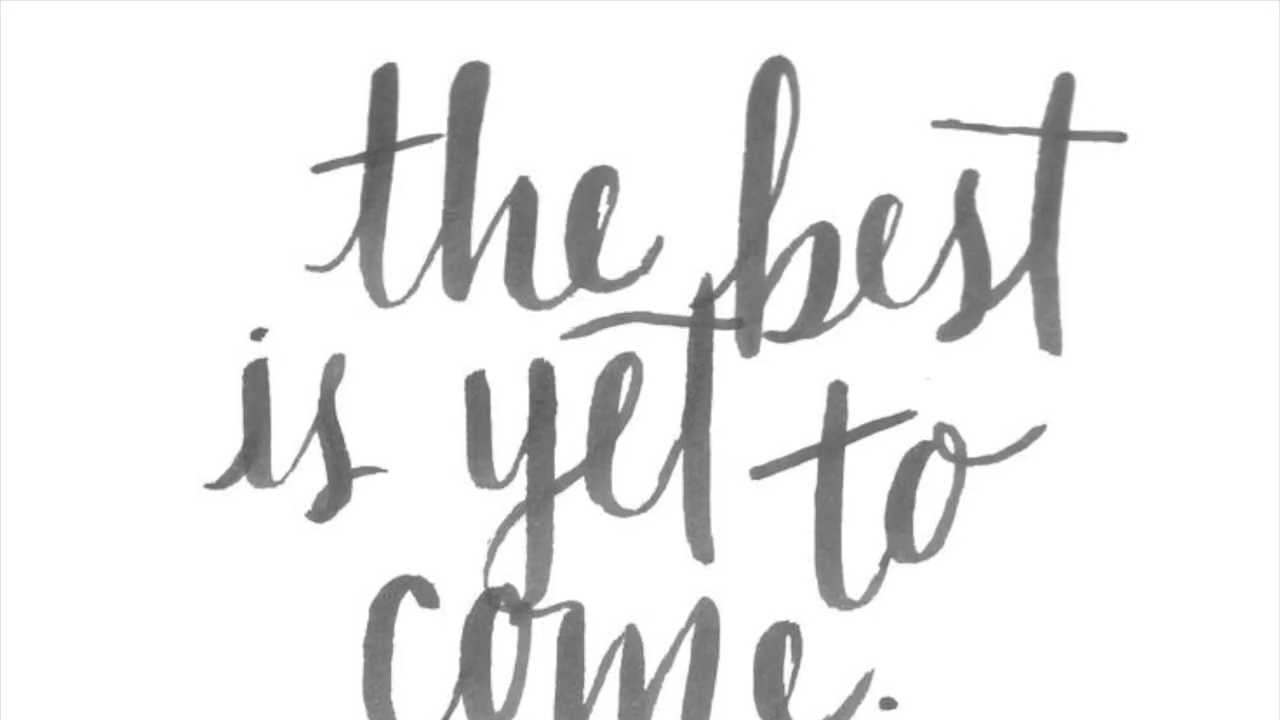 the best
is yet to
come.